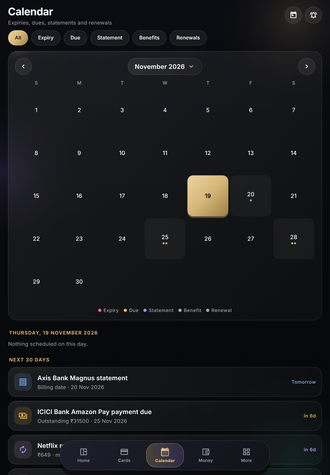 Calendar
Expiries, dues, statements and renewals
All Expiry Due Statement Benefits Renewals
November 2026
S M T W T F S
1 2 3 4 5 6 7
8 9 10 11 12 13 14
15 16 17 18 19 20 21
22 23 24 25 26 27 28
29 30
Expiry Due Statement Benefit Renewal
THURSDAY, 19 NOVEMBER 2026
Nothing scheduled on this day.
NEXT 30 DAYS
Axis Bank Magnus statement
Billing date · 20 Nov 2026
Tomorrow
ICICI Bank Amazon Pay payment due
Outstanding ₹31500 · 25 Nov 2026
in 6d
Netflix
₹649
in 6d
Home Cards Calendar Money More